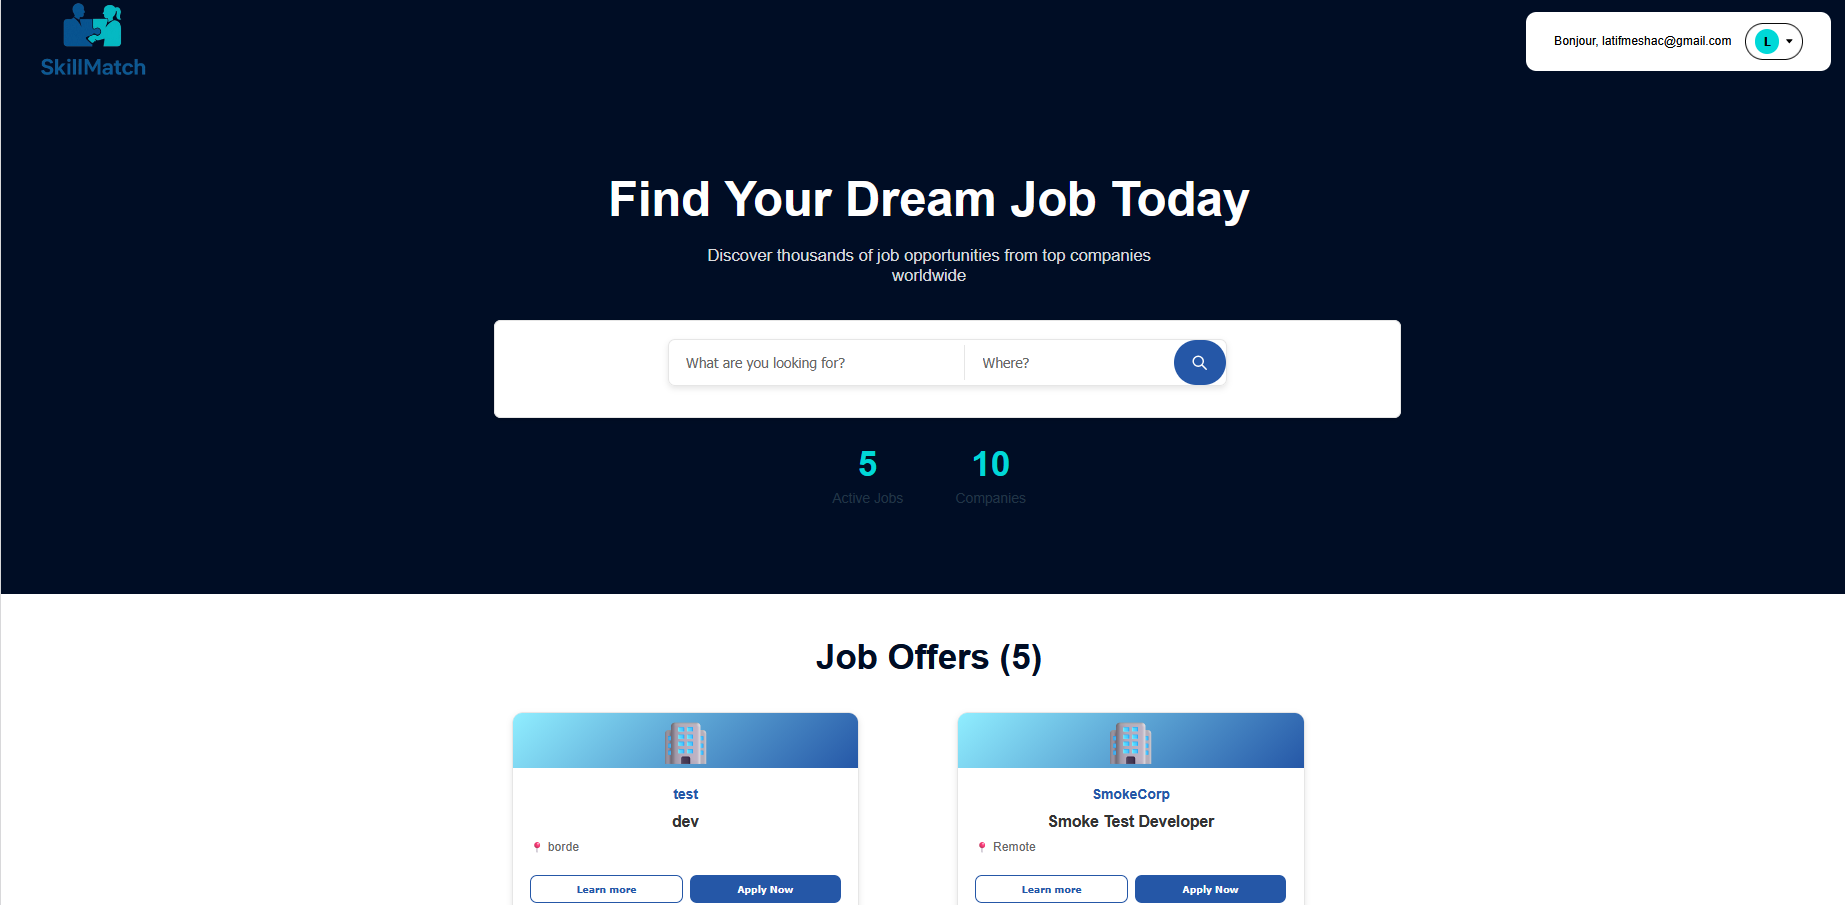 SkillMatch
Bonjour, latifmeshac@gmail.com
L
Find Your Dream Job Today
Discover thousands of job opportunities from top companies
worldwide
What are you looking for?
Where?
5
10
Active Jobs
Companies
Job Offers (5)
test
dev
borde
Learn more
Apply Now
SmokeCorp
Smoke Test Developer
Remote
Learn more
Apply Now